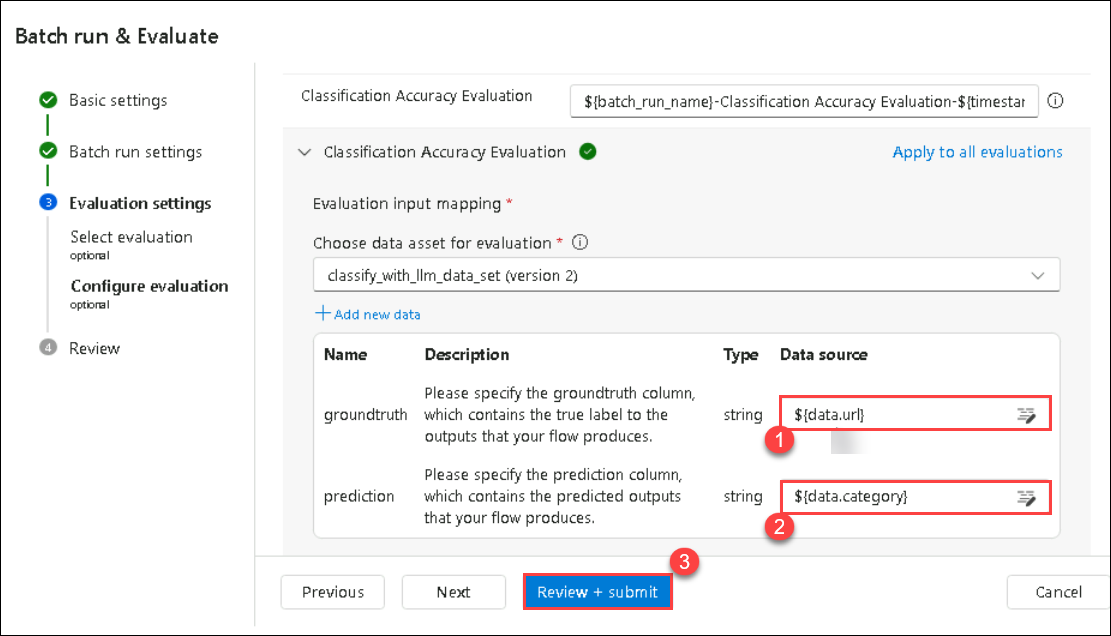 Batch run & Evaluate
Basic settings
Batch run settings
3 Evaluation settings
Select evaluation
optional
Configure evaluation
optional
4 Review
Classification Accuracy Evaluation
${batch_run_name}-Classification Accuracy Evaluation-${timestar
Classification Accuracy Evaluation
Apply to all evaluations
Evaluation input mapping *
Choose data asset for evaluation *
classify_with_llm_data_set (version 2)
+ Add new data
Name Description Type Data source
groundtruth
Please specify the groundtruth column,
which contains the true label to the
outputs that your flow produces.
string
${data.url}
1
prediction
Please specify the prediction column,
which contains the predicted outputs
that your flow produces.
string
${data.category}
2
3
Previous Next Review + submit Cancel